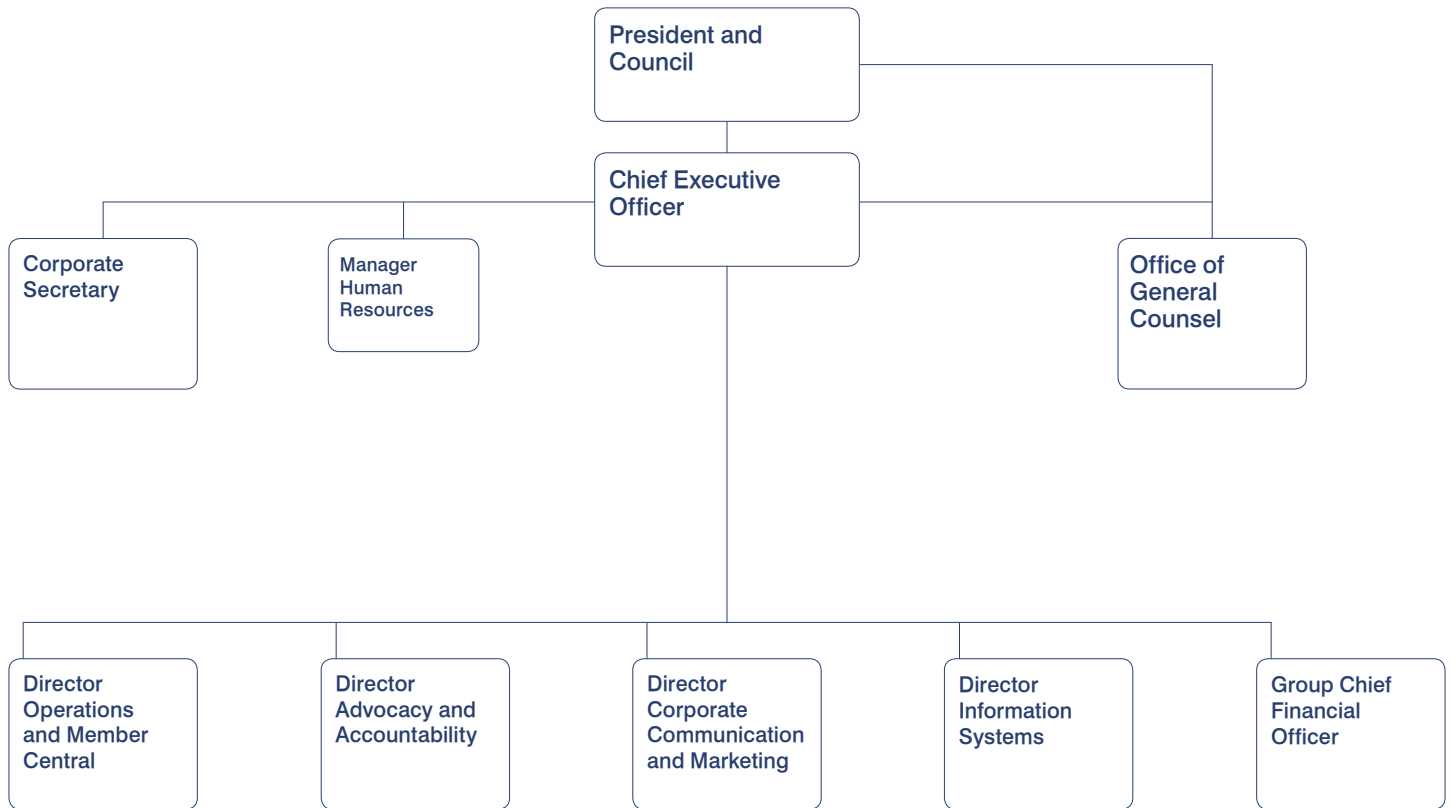 President and
Council
Chief Executive
Officer
Corporate
Secretary
Manager
Human
Resources
Office of
General
Counsel
Director
Operations
and Member
Central
Director
Advocacy and
Accountability
Director
Corporate
Communication
and Marketing
Director
Information
Systems
Group Chief
Financial
Officer